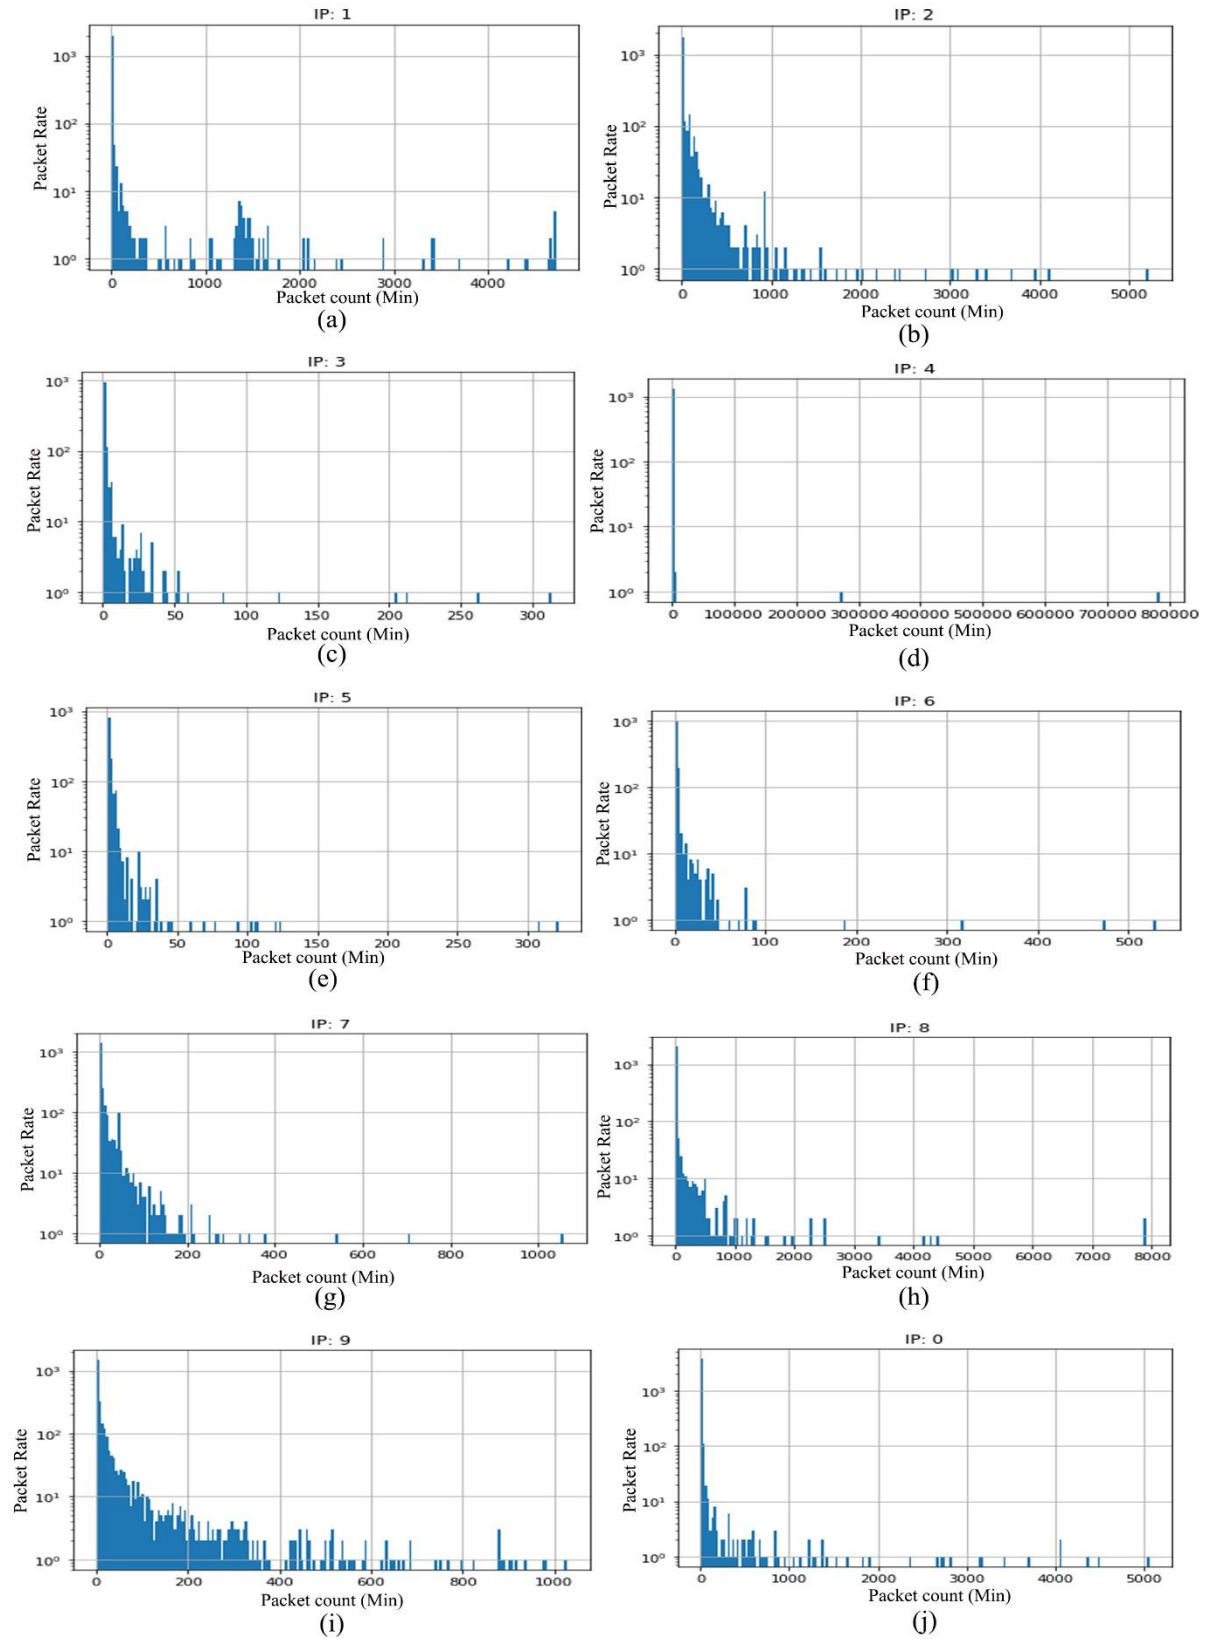 IP: 1
10³
10²
10¹
10⁰
Packet Rate
0 1000 2000 3000 4000
Packet count (Min)
(a)
IP: 2
10³
10²
10¹
10⁰
Packet Rate
0 1000 2000 3000 4000 5000
Packet count (Min)
(b)
IP: 3
10³
10²
10¹
10⁰
Packet Rate
0 50 100 150 200 250 300
Packet count (Min)
(c)
IP: 4
10³
10²
10¹
10⁰
Packet Rate
0 100000 200000 300000 400000 500000 600000 700000 800000
Packet count (Min)
(d)
IP: 5
10³
10²
10¹
10⁰
Packet Rate
0 50 100 150 200 250 300
Packet count (Min)
(e)
IP: 6
10³
10²
10¹
10⁰
Packet Rate
0 100 200 300 400 500
Packet count (Min)
(f)
IP: 7
10³
10²
10¹
10⁰
Packet Rate
0 200 400 600 800 1000
Packet count (Min)
(g)
IP: 8
10³
10²
10¹
10⁰
Packet Rate
0 1000 2000 3000 4000 5000 6000 7000 8000
Packet count (Min)
(h)
IP: 9
10³
10²
10¹
10⁰
Packet Rate
0 200 400 600 800 1000
Packet count (Min)
(i)
IP: 0
10³
10²
10¹
10⁰
Packet Rate
0 1000 2000 3000 4000 5000
Packet count (Min)
(j)